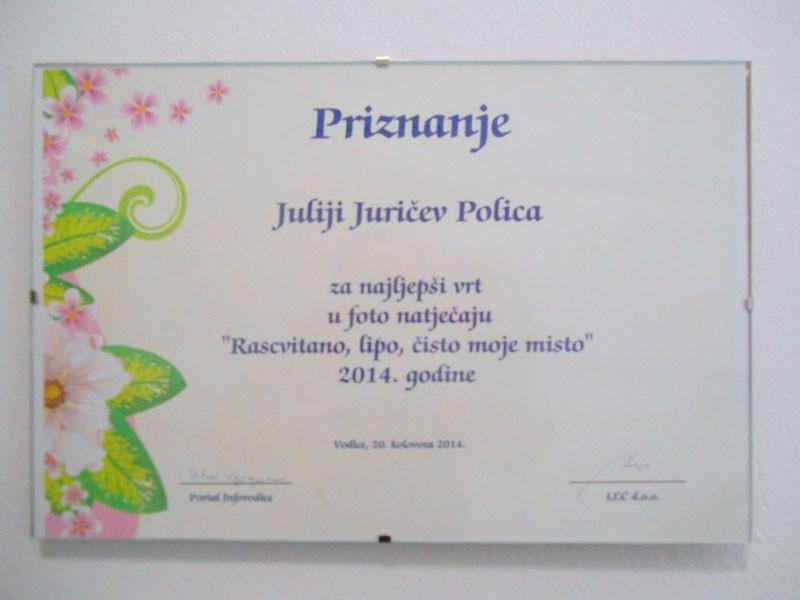 Priznanje
Juliji Juričev Polica
za najljepši vrt
u foto natječaju
"Rascvitano, lipo, čisto moje misto"
2014. godine
Vodice, 20. kolovoza 2014.
Portal Infovodice
LEĆ d.o.o.